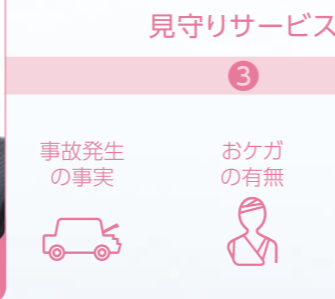 見守りサービス
❸
事故発生
の事実
おケガ
の有無